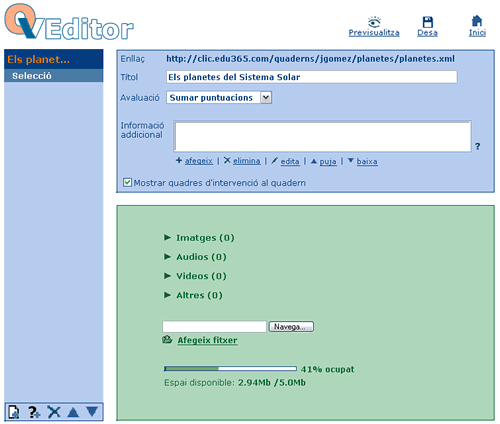 QVEditor
Previsualitza
Desa
Inici
Els planet...
Selecció
Enllaç http://clic.edu365.com/quaderns/jgomez/planetes/planetes.xml
Títol Els planetes del Sistema Solar
Avaluació Sumar puntuacions
Informació
addicional
?
afegeix | elimina | edita | puja | baixa
Mostrar quadres d'intervenció al quadern
Imatges (0)
Audios (0)
Videos (0)
Altres (0)
Navega...
Afegeix fitxer
41% ocupat
Espai disponible: 2.94Mb /5.0Mb